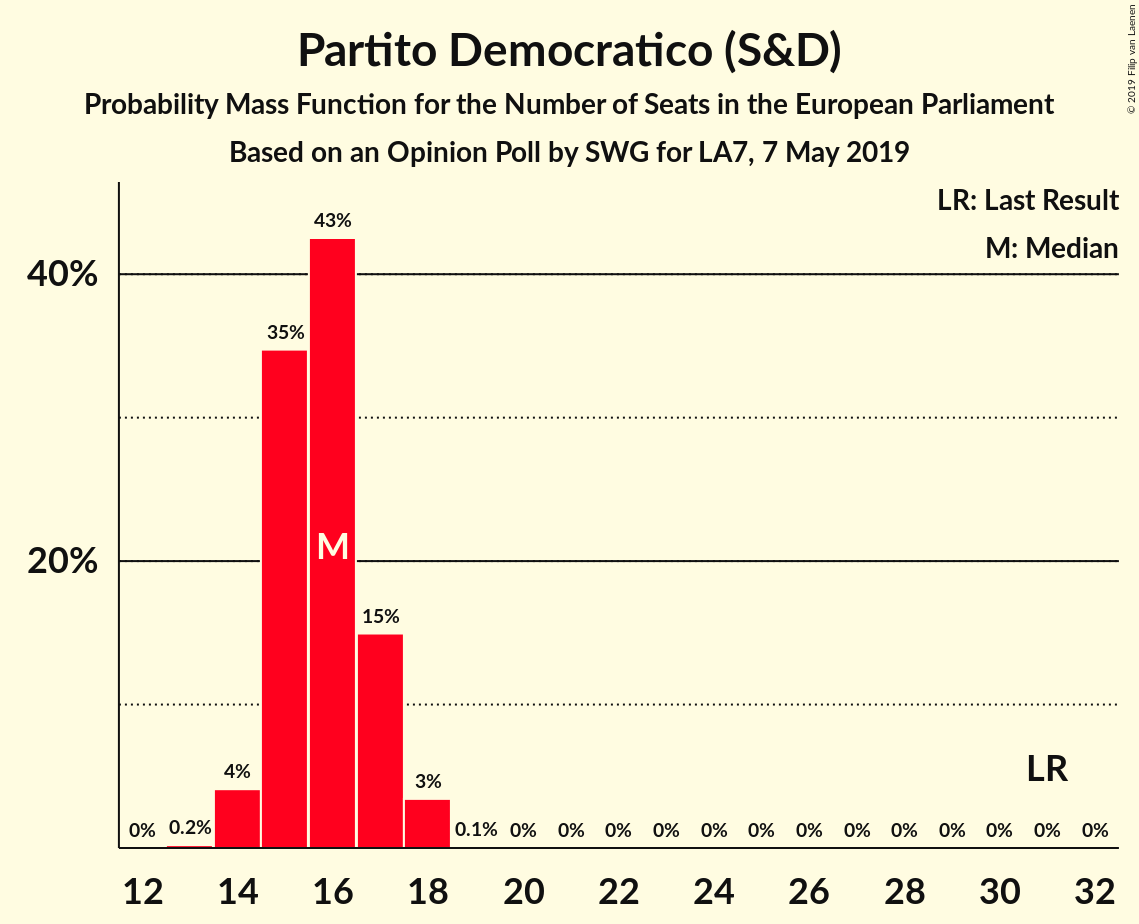 Partito Democratico (S&D)
Probability Mass Function for the Number of Seats in the European Parliament
Based on an Opinion Poll by SWG for LA7, 7 May 2019
© 2019 Filip van Laenen
LR: Last Result
M: Median
40%
20%
0% 0.2% 4% 35% 43% 15% 3% 0.1% 0% 0% 0% 0% 0% 0% 0% 0% 0% 0% 0% 0% 0%
M
LR
12 14 16 18 20 22 24 26 28 30 32